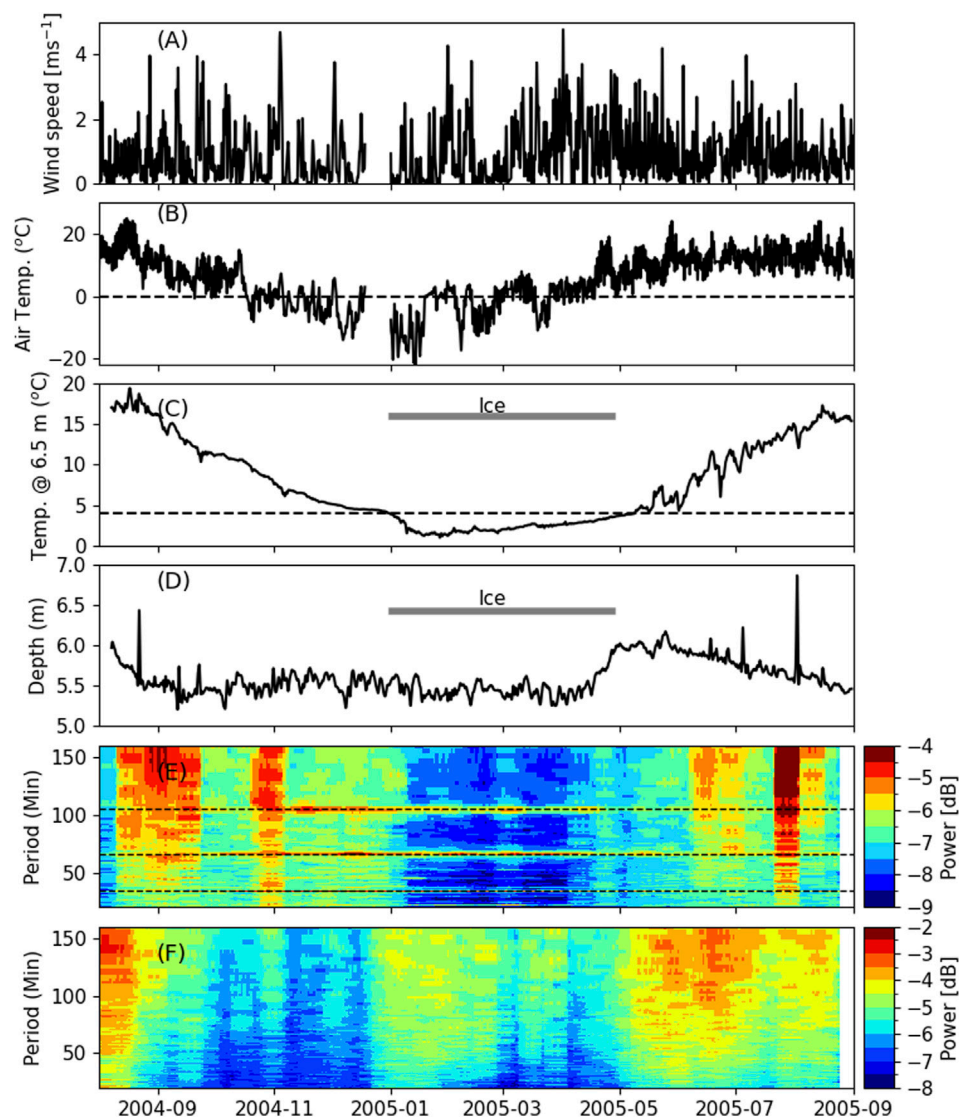 (A)
Wind speed [ms⁻¹]
4
2
0
(B)
Air Temp. (°C)
20
0
−20
(C)
Ice
Temp. @ 6.5 m (°C)
20
15
10
5
0
(D)
Ice
Depth (m)
7.0
6.5
6.0
5.5
5.0
(E)
Period (Min)
150
100
50
−4
−5
−6
−7
−8
−9
Power [dB]
(F)
Period (Min)
150
100
50
−2
−3
−4
−5
−6
−7
−8
Power [dB]
2004-09 2004-11 2005-01 2005-03 2005-05 2005-07 2005-09